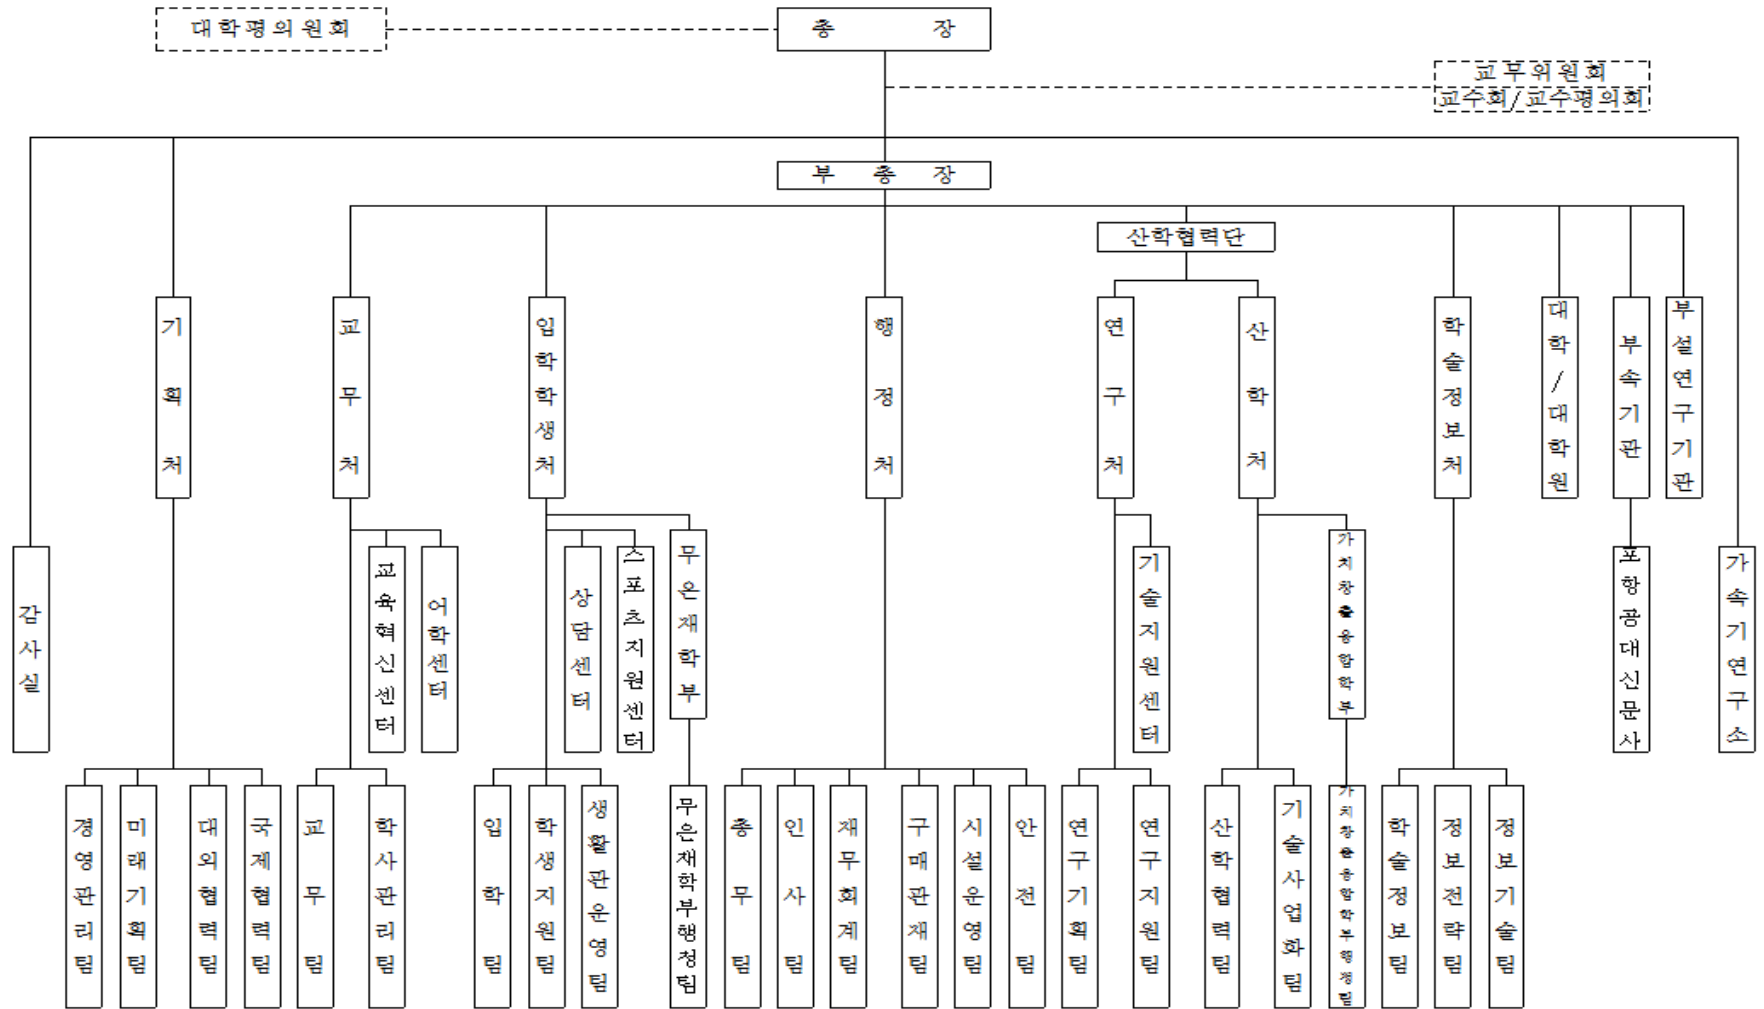 대학평의원회
총 장
교무위원회
교수회/교수평의회
부 총 장
산학협력단
기획처
교무처
입학학생처
행정처
연구처
산학처
학술정보처
대학/대학원
부속기관
부설연구기관
감사실
교육혁신센터
어학센터
상담센터
스포츠지원센터
무은재학부
기술지원센터
가치창출융합학부
포항공대신문사
가속기연구소
경영관리팀
미래기획팀
대외협력팀
국제협력팀
교무팀
학사관리팀
입학팀
학생지원팀
생활관운영팀
무은재학부행정팀
총무팀
인사팀
재무회계팀
구매관재팀
시설운영팀
안전팀
연구기획팀
연구지원팀
산학협력팀
기술사업화팀
가치창출융합학부행정팀
학술정보팀
정보전략팀
정보기술팀